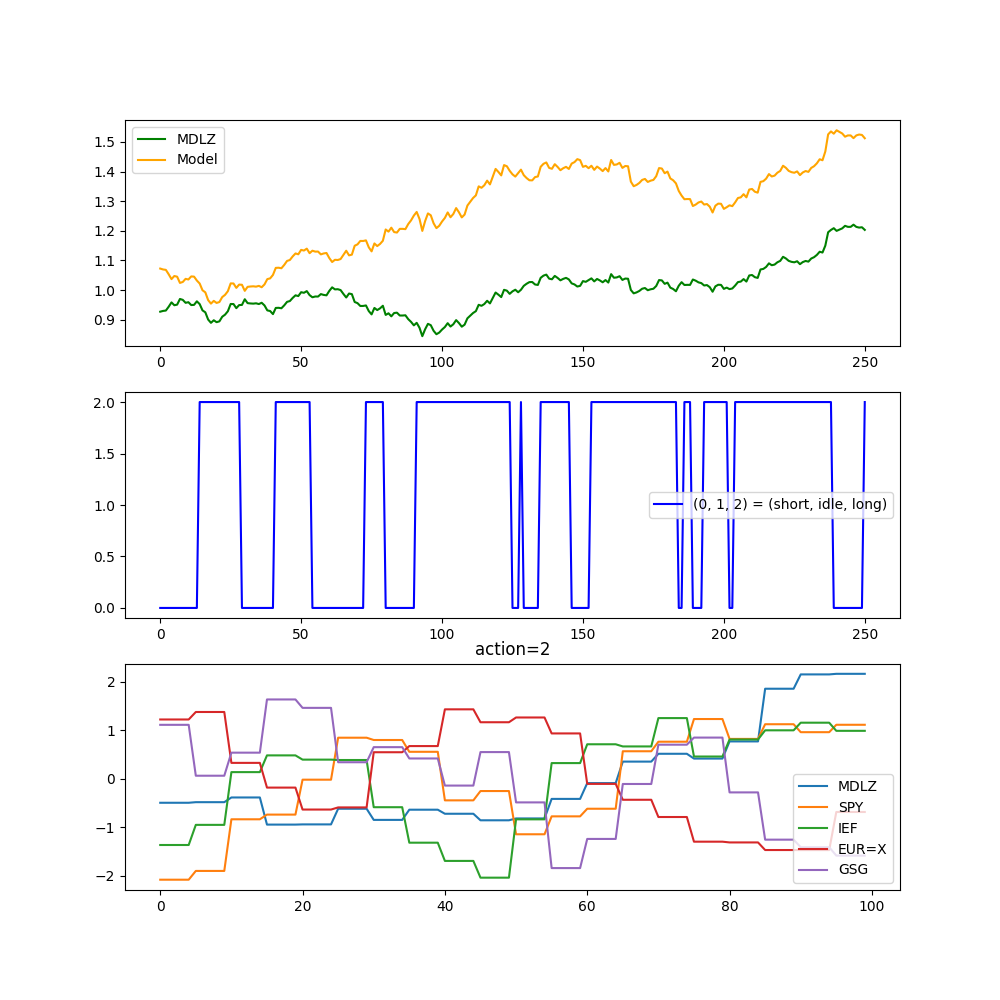 MDLZ
Model
1.5
1.4
1.3
1.2
1.1
1.0
0.9
0 50 100 150 200 250
2.0
1.5
1.0
0.5
0.0
(0, 1, 2) = (short, idle, long)
0 50 100 150 200 250
action=2
2
1
0
−1
−2
MDLZ
SPY
IEF
EUR=X
GSG
0 20 40 60 80 100